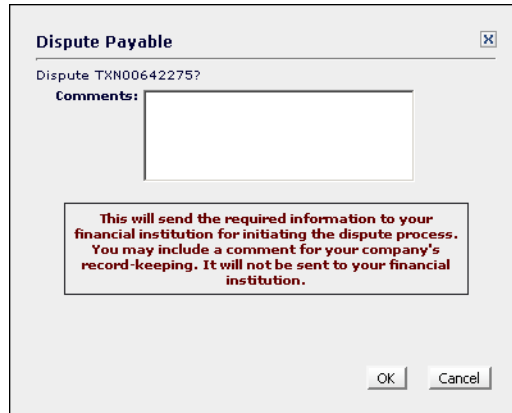 Dispute Payable
Dispute TXN00642275?
Comments:
This will send the required information to your
financial institution for initiating the dispute process.
You may include a comment for your company's
record-keeping. It will not be sent to your financial
institution.
OK Cancel